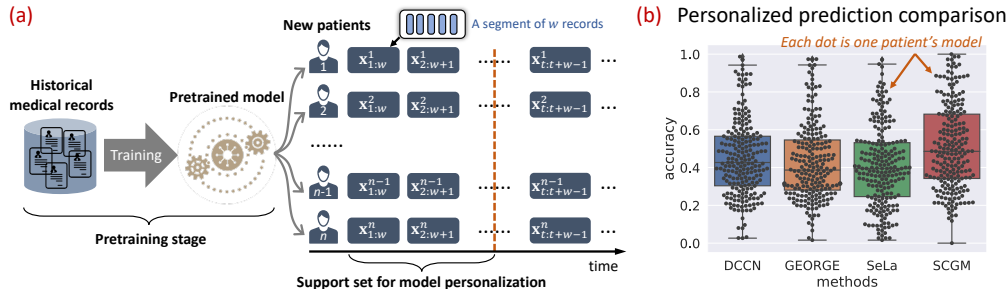 (a)
New patients
A segment of w records
Historical
medical records
Pretrained model
Training
Pretraining stage
1
x^1_{1:w} x^1_{2:w+1} ...... x^1_{t:t+w−1} ...
2
x^2_{1:w} x^2_{2:w+1} ...... x^2_{t:t+w−1} ...
......
n-1
x^{n−1}_{1:w} x^{n−1}_{2:w+1} ...... x^{n−1}_{t:t+w−1} ...
n
x^n_{1:w} x^n_{2:w+1} ...... x^n_{t:t+w−1} ...
time
Support set for model personalization
(b) Personalized prediction comparison
Each dot is one patient's model
accuracy
1.0
0.8
0.6
0.4
0.2
0.0
DCCN GEORGE SeLa SCGM
methods